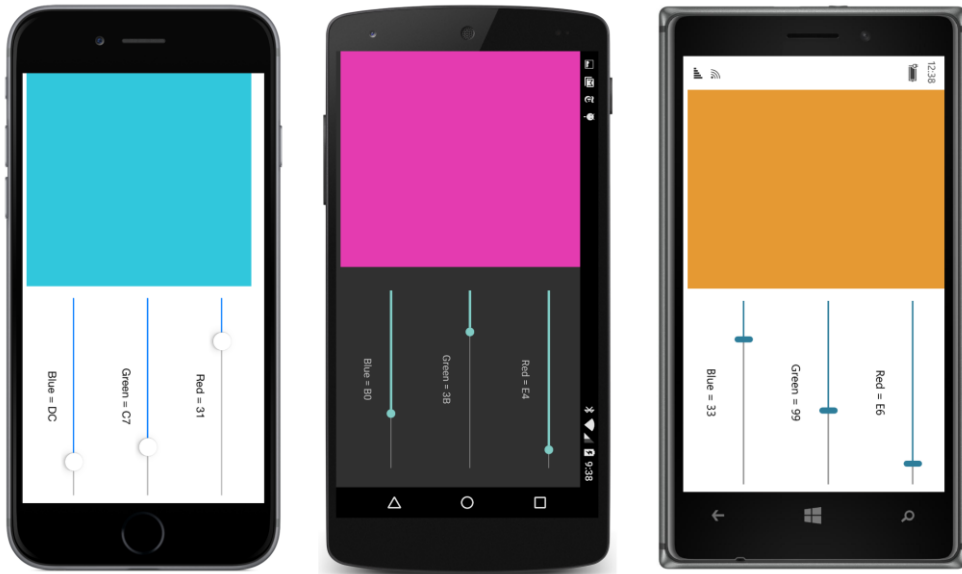 Red = 31
Green = C7
Blue = DC
9:38
Red = E4
Green = 3B
Blue = B0
12:38
Red = E6
Green = 99
Blue = 33